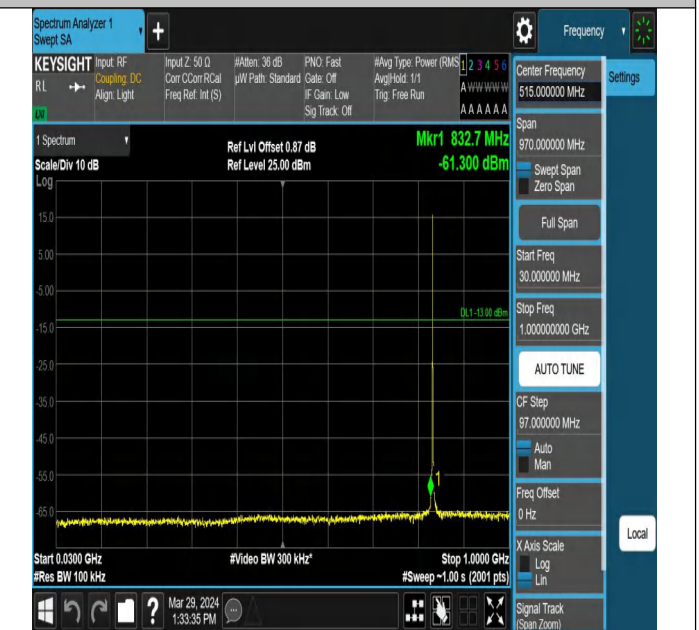 Spectrum Analyzer 1
Swept SA
+
Frequency
KEYSIGHT
RL
LXI
Input: RF
Coupling: DC
Align: Light
Input Z: 50 Ω
Corr CCorr RCal
Freq Ref: Int (S)
#Atten: 36 dB
µW Path: Standard
PNO: Fast
Gate: Off
IF Gain: Low
Sig Track: Off
#Avg Type: Power (RMS
Avg|Hold: 1/1
Trig: Free Run
1 2 3 4 5 6
A W W W W W
A A A A A A
1 Spectrum
Scale/Div 10 dB
Log
Ref Lvl Offset 0.87 dB
Ref Level 25.00 dBm
Mkr1 832.7 MHz
-61.300 dBm
15.0
5.00
-5.00
-15.0
-25.0
-35.0
-45.0
-55.0
-65.0
DL1 -13.00 dBm
1
Start 0.0300 GHz
#Res BW 100 kHz
#Video BW 300 kHz*
Stop 1.0000 GHz
#Sweep ~1.00 s (2001 pts)
Center Frequency
515.000000 MHz
Settings
Span
970.000000 MHz
Swept Span
Zero Span
Full Span
Start Freq
30.000000 MHz
Stop Freq
1.000000000 GHz
AUTO TUNE
CF Step
97.000000 MHz
Auto
Man
Freq Offset
0 Hz
X Axis Scale
Log
Lin
Signal Track
(Span Zoom)
Local
?
Mar 29, 2024
1:33:35 PM